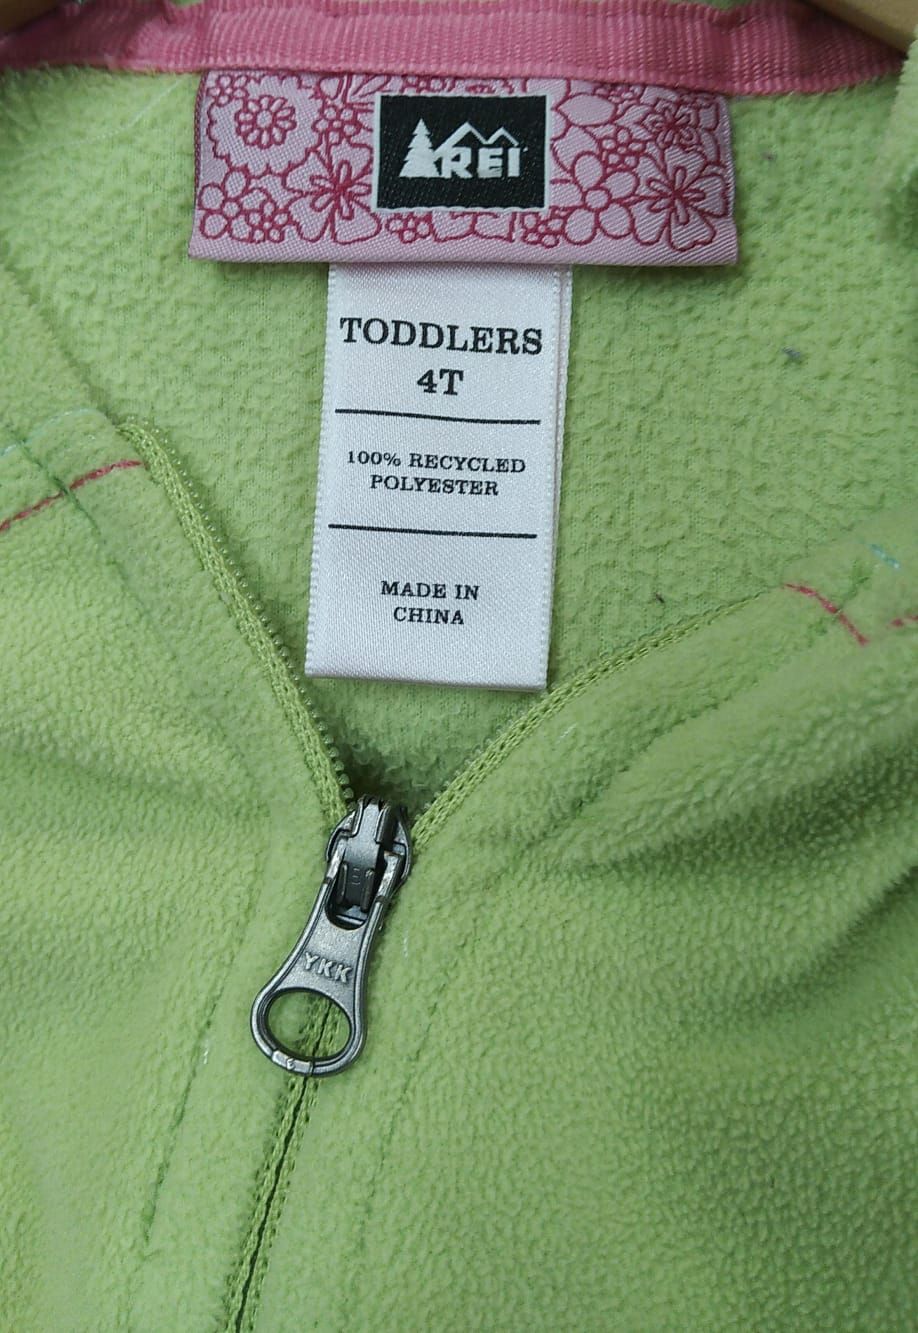 REI
TODDLERS
4T
100% RECYCLED
POLYESTER
MADE IN
CHINA
YKK